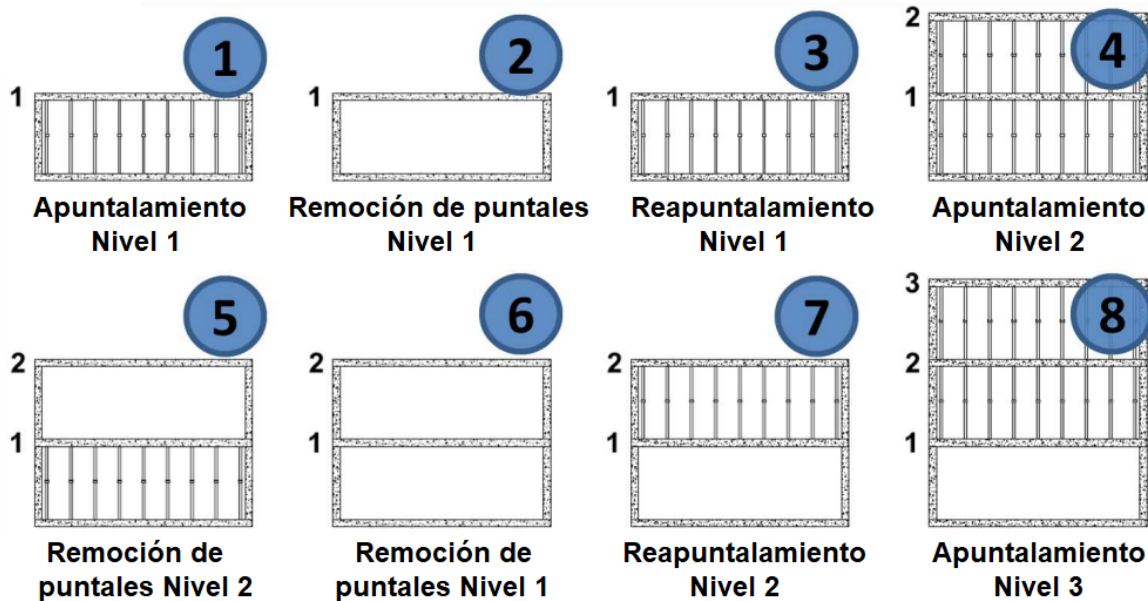 1
2
3
2
4
1
1
1
1
Apuntalamiento
Nivel 1
Remoción de puntales
Nivel 1
Reapuntalamiento
Nivel 1
Apuntalamiento
Nivel 2
5
6
7
3
8
2
2
2
2
1
1
1
1
Remoción de
puntales Nivel 2
Remoción de
puntales Nivel 1
Reapuntalamiento
Nivel 2
Apuntalamiento
Nivel 3